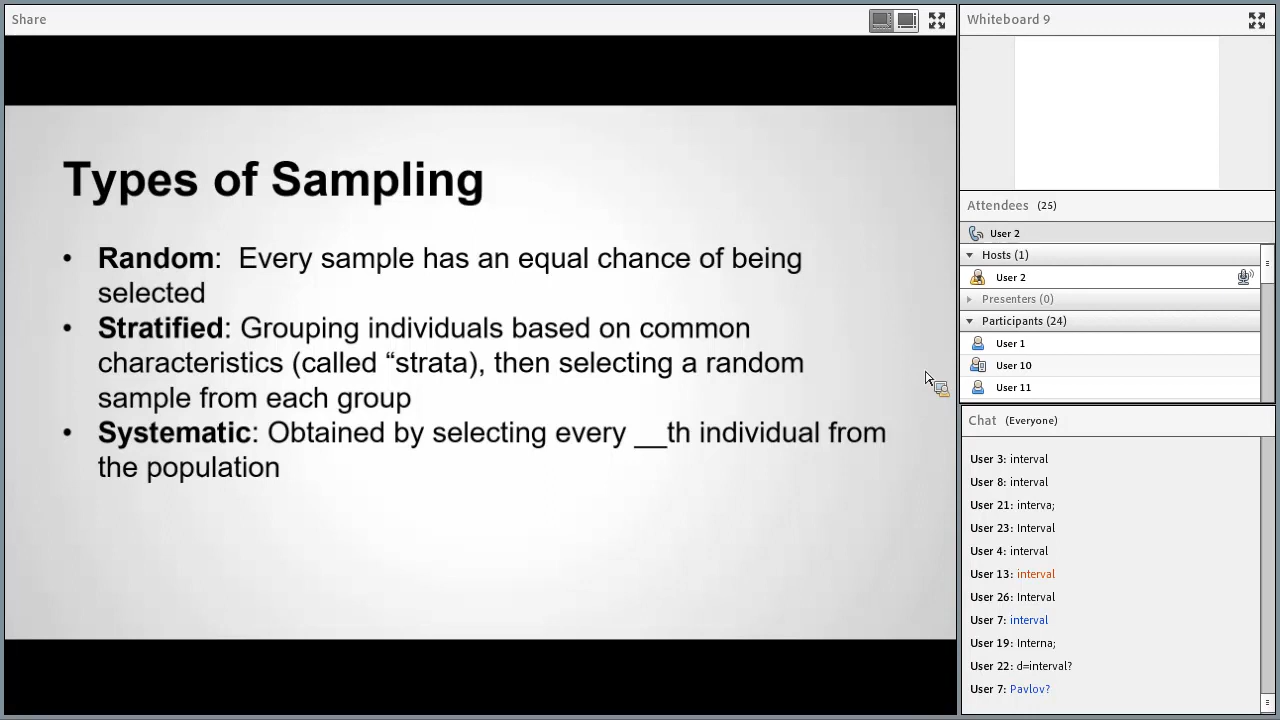 Share
Types of Sampling
• Random:  Every sample has an equal chance of being
selected
• Stratified: Grouping individuals based on common
characteristics (called “strata), then selecting a random
sample from each group
• Systematic: Obtained by selecting every __th individual from
the population
Whiteboard 9
Attendees (25)
User 2
Hosts (1)
User 2
Presenters (0)
Participants (24)
User 1
User 10
User 11
Chat (Everyone)
User 3: interval
User 8: interval
User 21: interva;
User 23: Interval
User 4: interval
User 13: interval
User 26: Interval
User 7: interval
User 19: Interna;
User 22: d=interval?
User 7: Pavlov?